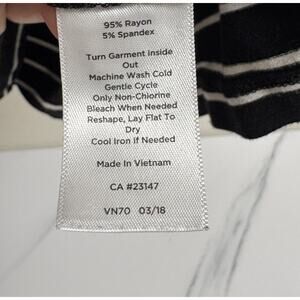 95% Rayon
5% Spandex
Turn Garment Inside
Out
Machine Wash Cold
Gentle Cycle
Only Non-Chlorine
Bleach When Needed
Reshape, Lay Flat To
Dry
Cool Iron If Needed
Made In Vietnam
CA #23147
VN70 03/18